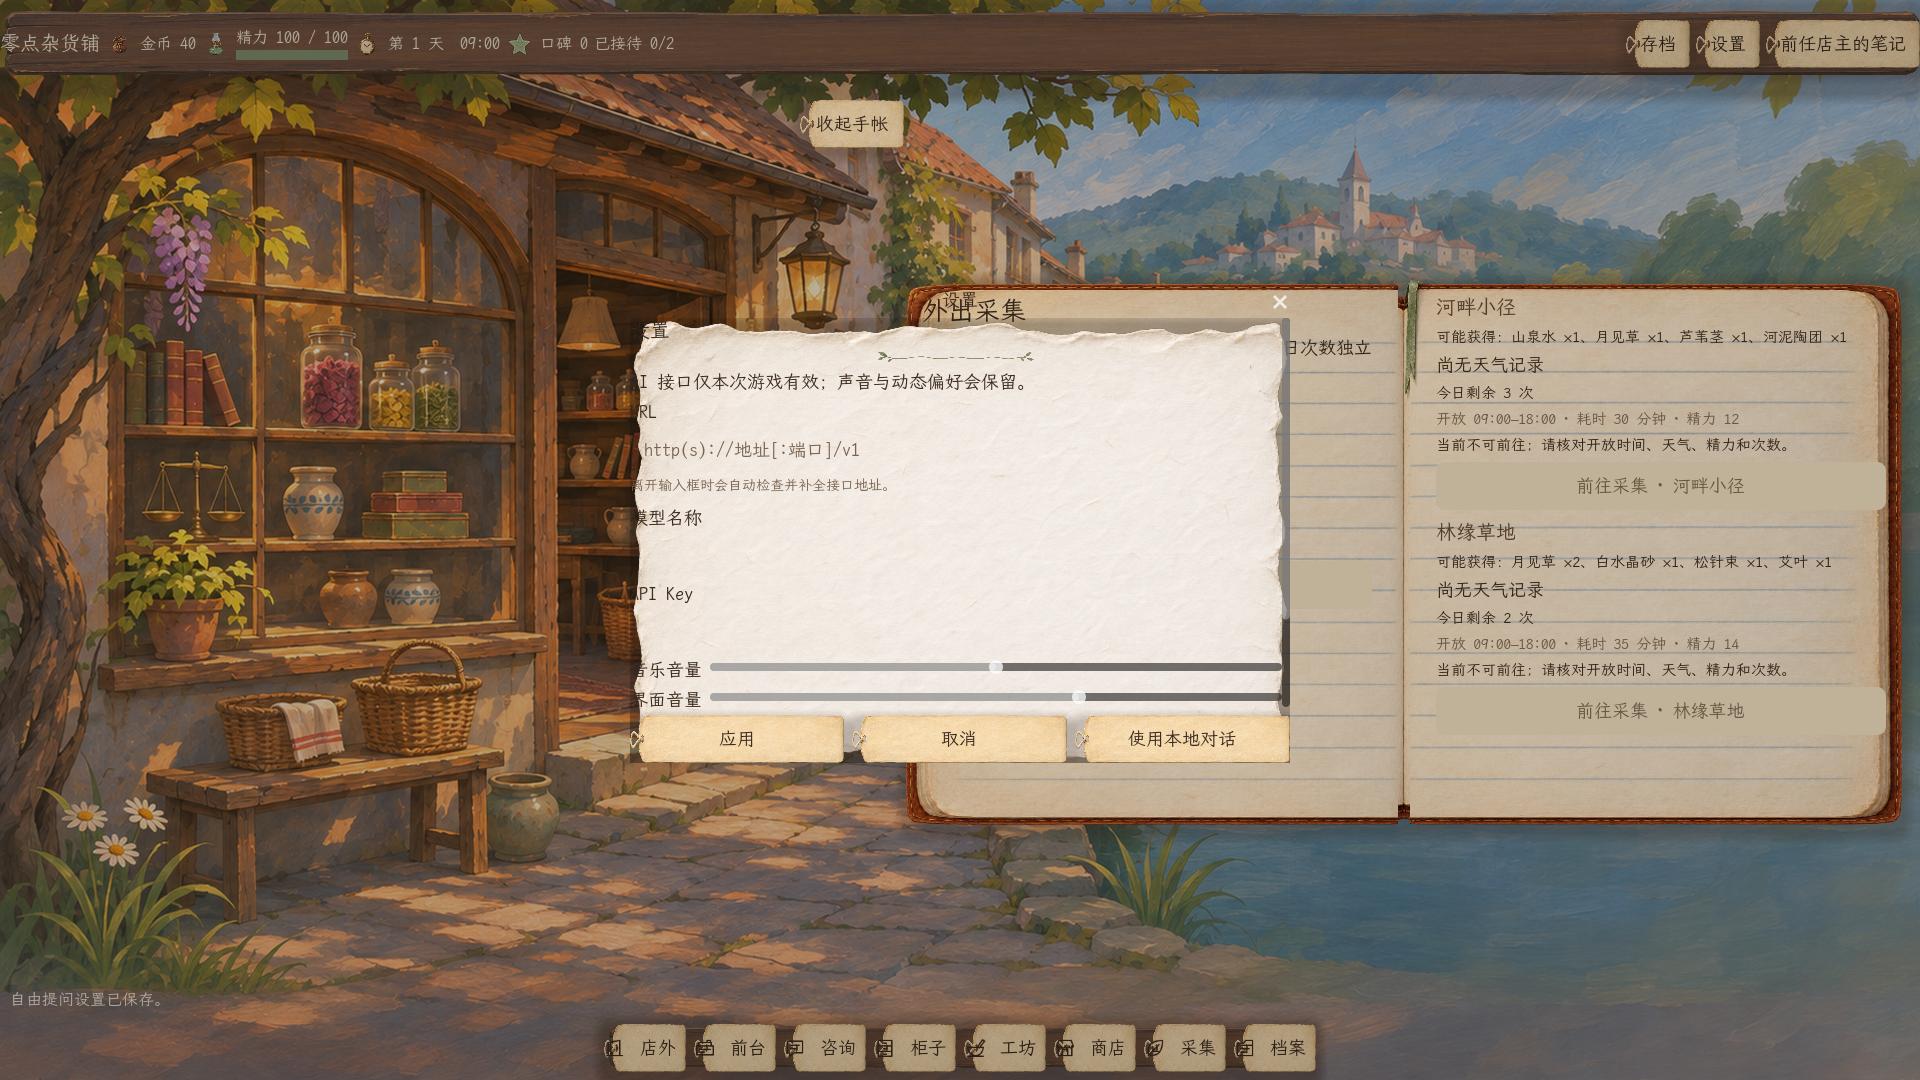 零点杂货铺 金币 40 精力 100 / 100 第 1 天 09:00 口碑 0 已接待 0/2
存档
设置
前任店主的笔记
收起手帐
设置
外出采集
日次数独立
设置
I 接口仅本次游戏有效；声音与动态偏好会保留。
RL
http(s)://地址[:端口]/v1
离开输入框时会自动检查并补全接口地址。
模型名称
API Key
音乐音量
界面音量
应用
取消
使用本地对话
河畔小径
可能获得：山泉水 ×1、月见草 ×1、芦苇茎 ×1、河泥陶团 ×1
尚无天气记录
今日剩余 3 次
开放 09:00—18:00 · 耗时 30 分钟 · 精力 12
当前不可前往；请核对开放时间、天气、精力和次数。
前往采集 · 河畔小径
林缘草地
可能获得：月见草 ×2、白水晶砂 ×1、松针束 ×1、艾叶 ×1
尚无天气记录
今日剩余 2 次
开放 09:00—18:00 · 耗时 35 分钟 · 精力 14
当前不可前往；请核对开放时间、天气、精力和次数。
前往采集 · 林缘草地
自由提问设置已保存。
店外
前台
咨询
柜子
工坊
商店
采集
档案